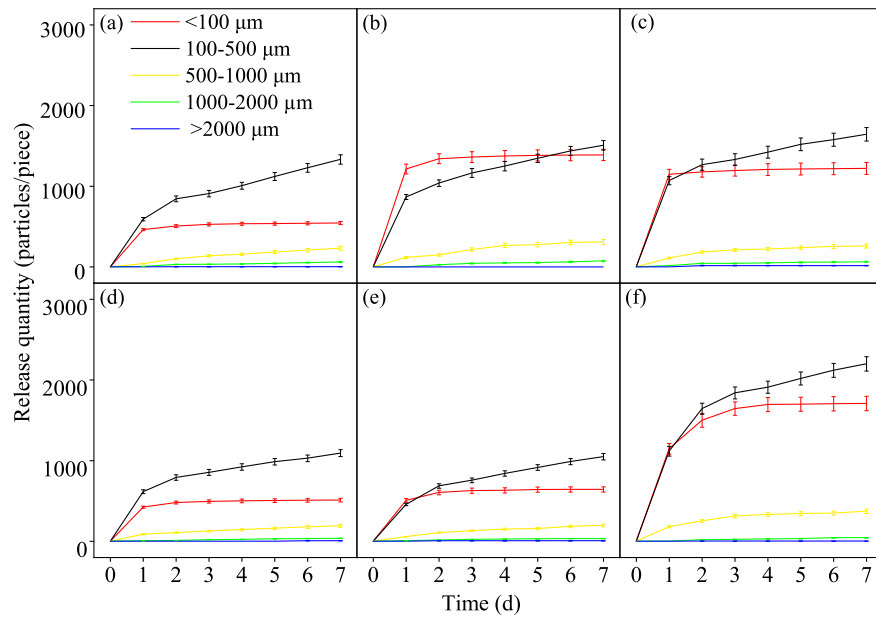 (a)
<100 μm
100-500 μm
500-1000 μm
1000-2000 μm
>2000 μm
(b)
(c)
3000
2000
1000
0
(d)
(e)
(f)
3000
2000
1000
0
Release quantity (particles/piece)
0 1 2 3 4 5 6 7 0 1 2 3 4 5 6 7 0 1 2 3 4 5 6 7
Time (d)